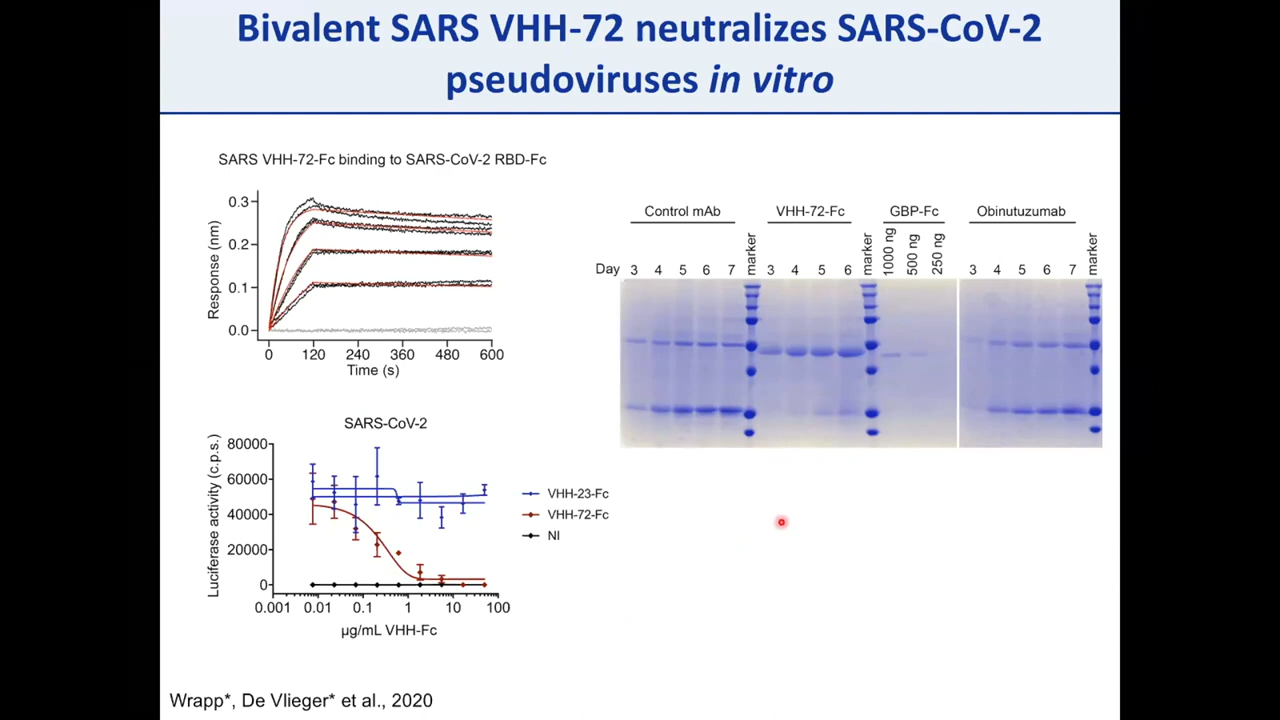 Bivalent SARS VHH-72 neutralizes SARS-CoV-2
pseudoviruses in vitro
SARS VHH-72-Fc binding to SARS-CoV-2 RBD-Fc
Response (nm)
0.3
0.2
0.1
0.0
0 120 240 360 480 600
Time (s)
SARS-CoV-2
Luciferase activity (c.p.s.)
80000
60000
40000
20000
0
0.001 0.01 0.1 1 10 100
µg/mL VHH-Fc
VHH-23-Fc
VHH-72-Fc
NI
Control mAb VHH-72-Fc GBP-Fc Obinutuzumab
Day 3 4 5 6 7 marker 3 4 5 6 marker 1000 ng 500 ng 250 ng 3 4 5 6 7 marker
Wrapp*, De Vlieger* et al., 2020